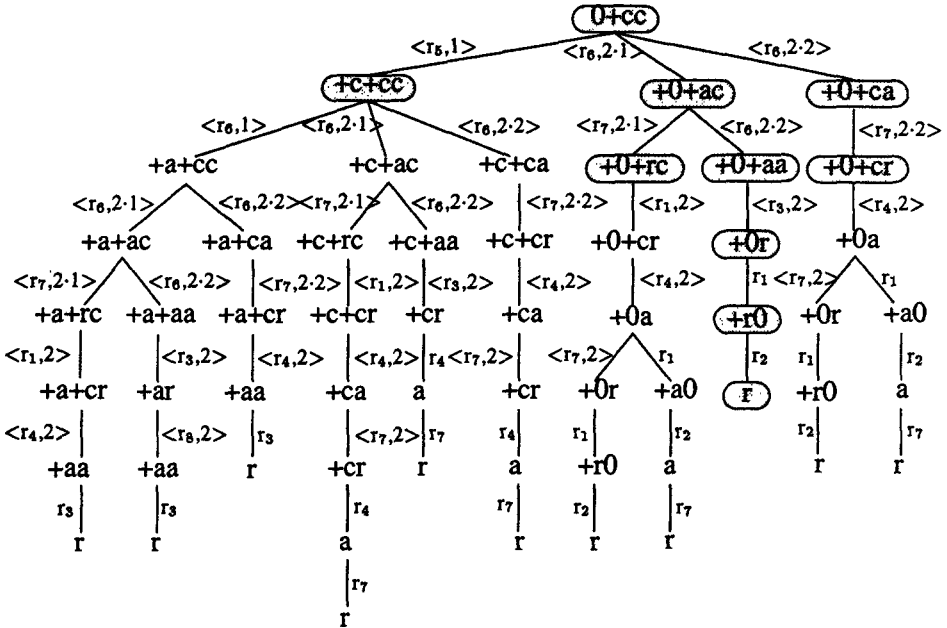 0+cc
<r5,1> <r6,2·1> <r6,2·2>
+c+cc +0+ac +0+ca
<r6,1> <r6,2·1> <r6,2·2> <r7,2·1> <r6,2·2> <r7,2·2>
+a+cc +c+ac +c+ca +0+rc +0+aa +0+cr
<r6,2·1> <r6,2·2> <r7,2·1> <r6,2·2> <r7,2·2> <r1,2> <r3,2> <r4,2>
+a+ac +a+ca +c+rc +c+aa +c+cr +0+cr +0r +0a
<r7,2·1> <r6,2·2> <r7,2·2> <r1,2> <r3,2> <r4,2> <r4,2> r1 <r7,2> r1
+a+rc +a+aa +a+cr +c+cr +cr +ca +0a +r0 +0r +a0
<r1,2> <r3,2> <r4,2> <r4,2> r4 <r7,2> <r7,2> r1 r2 r1 r2
+a+cr +ar +aa +ca a +cr +0r +a0 r +r0 a
<r4,2> <r8,2> r3 <r7,2> r7 r4 r1 r2 r2 r7
+aa +aa r +cr r a +r0 a r r
r3 r3 r4 r7 r2 r7
r r a r r r
r7
r